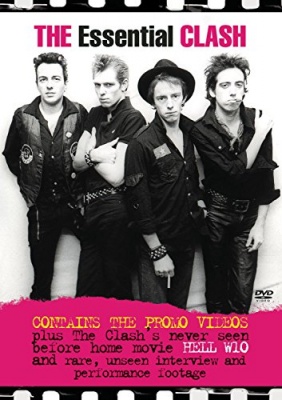 THE Essential CLASH
DVD
VIDEO
CONTAINS THE PROMO VIDEOS
plus The Clash's never seen
before home movie HELL W10
and rare, unseen interview and
performance footage